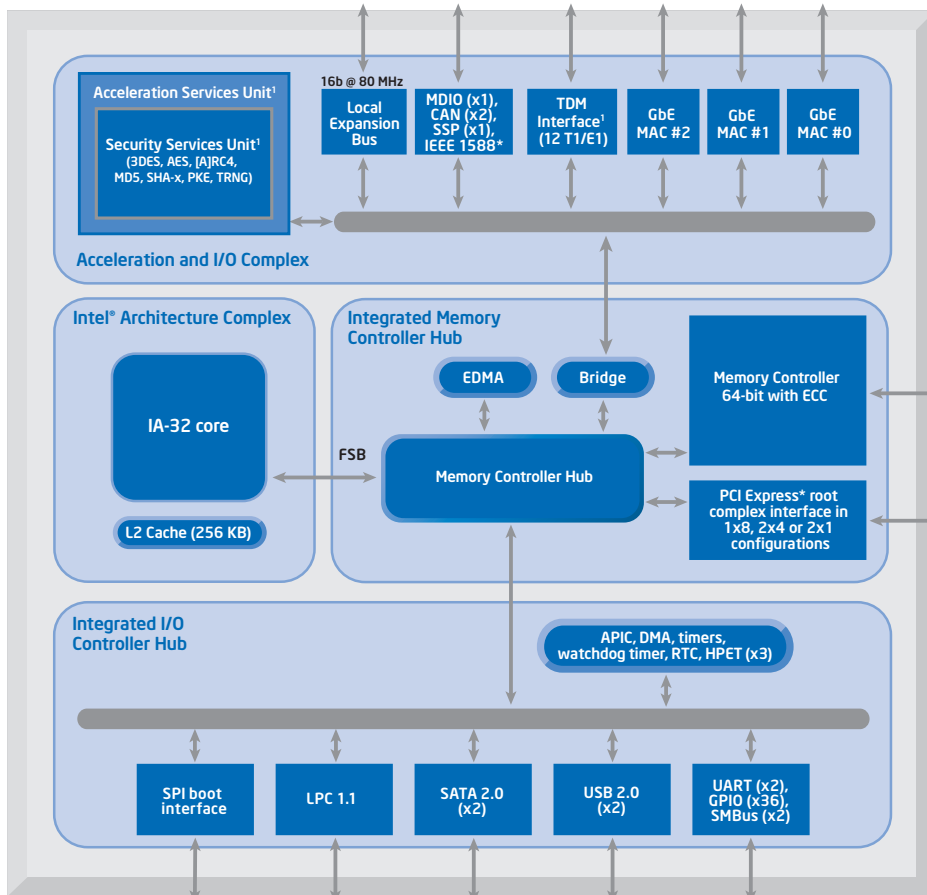 16b @ 80 MHz
Acceleration Services Unit¹
Security Services Unit¹
(3DES, AES, [A]RC4,
MD5, SHA-x, PKE, TRNG)
Local
Expansion
Bus
MDIO (x1),
CAN (x2),
SSP (x1),
IEEE 1588*
TDM
Interface¹
(12 T1/E1)
GbE
MAC #2
GbE
MAC #1
GbE
MAC #0
Acceleration and I/O Complex
Intel® Architecture Complex
IA-32 core
L2 Cache (256 KB)
FSB
Integrated Memory
Controller Hub
EDMA
Bridge
Memory Controller Hub
Memory Controller
64-bit with ECC
PCI Express* root
complex interface in
1x8, 2x4 or 2x1
configurations
Integrated I/O
Controller Hub
APIC, DMA, timers,
watchdog timer, RTC, HPET (x3)
SPI boot
interface
LPC 1.1
SATA 2.0
(x2)
USB 2.0
(x2)
UART (x2),
GPIO (x36),
SMBus (x2)